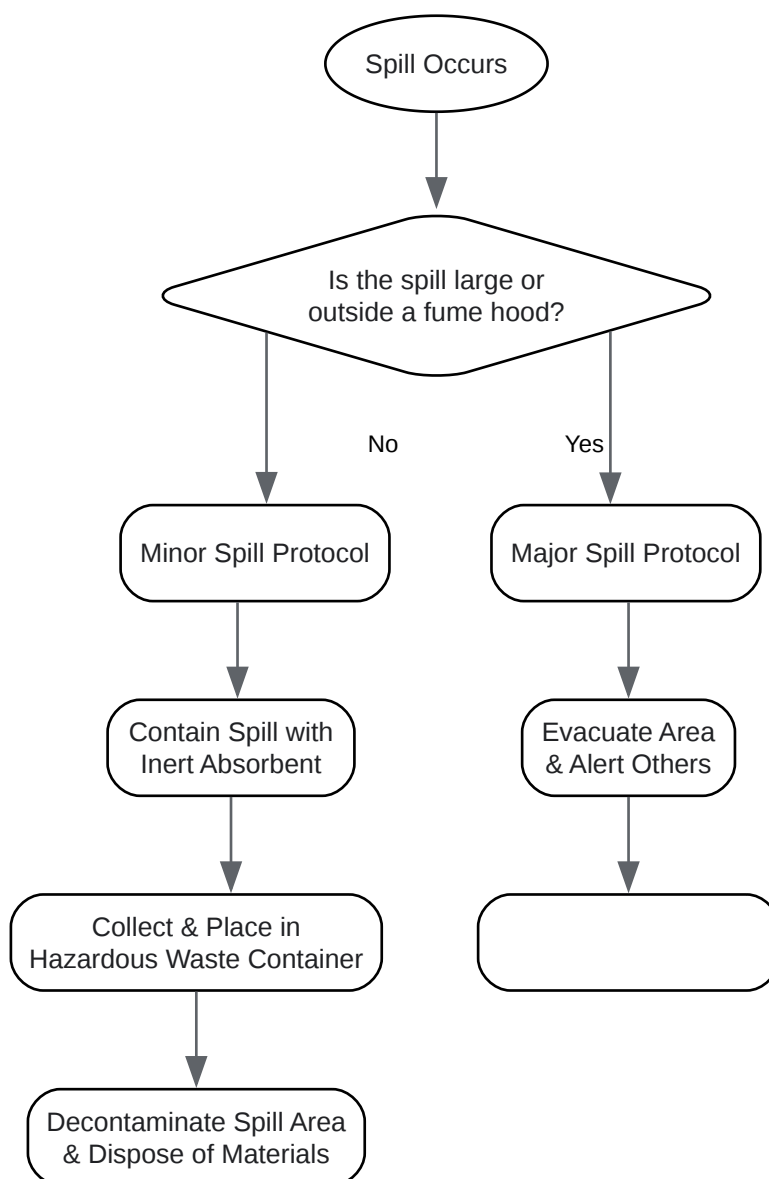 Spill Occurs
Is the spill large or
outside a fume hood?
No
Yes
Minor Spill Protocol
Major Spill Protocol
Contain Spill with
Inert Absorbent
Evacuate Area
& Alert Others
Collect & Place in
Hazardous Waste Container
Decontaminate Spill Area
& Dispose of Materials